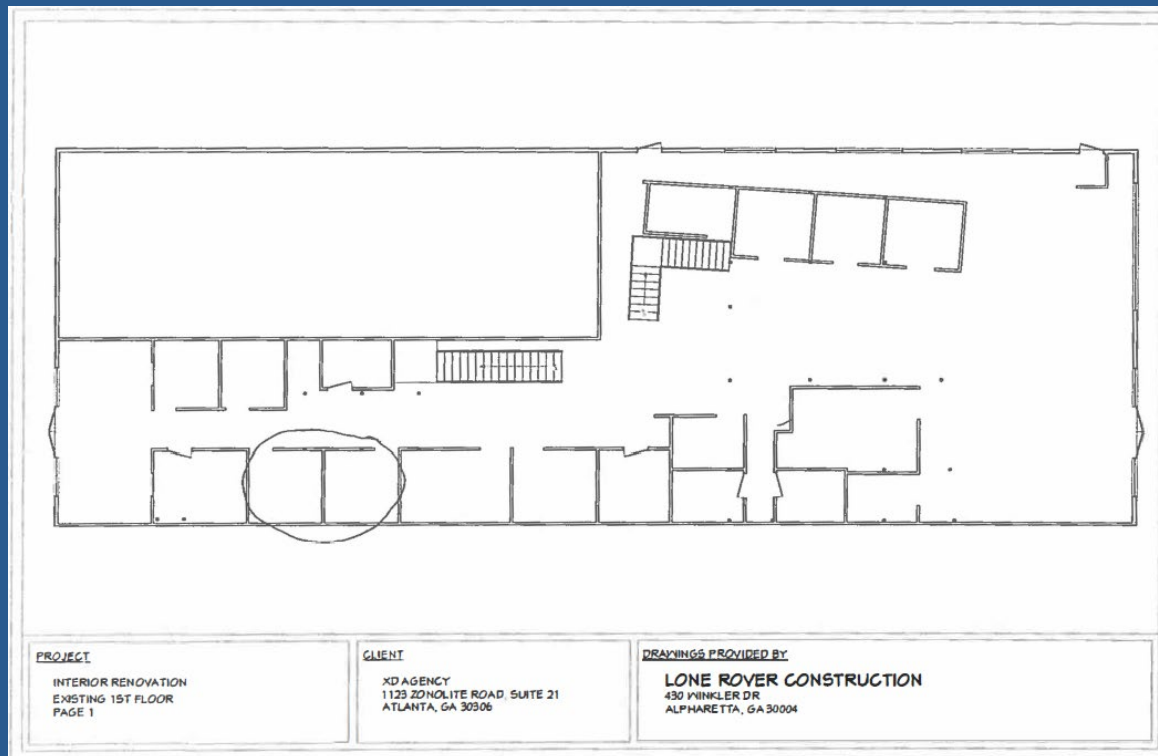 PROJECT
INTERIOR RENOVATION
EXISTING 1ST FLOOR
PAGE 1
CLIENT
XD AGENCY
1123 ZONOLITE ROAD, SUITE 21
ATLANTA, GA 30306
DRAWINGS PROVIDED BY
LONE ROVER CONSTRUCTION
430 WINKLER DR
ALPHARETTA, GA 30004